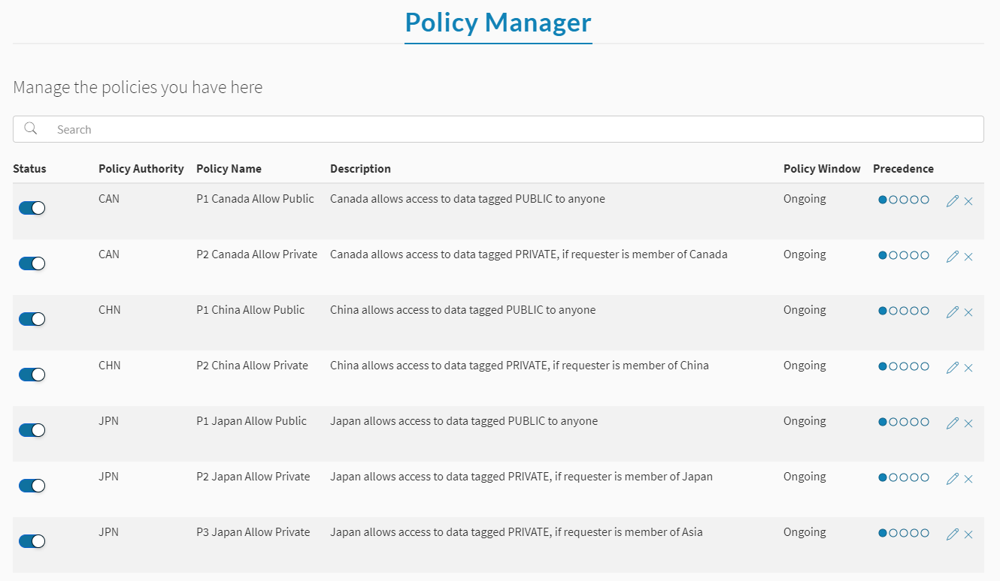 Policy Manager
Manage the policies you have here
Search
Status Policy Authority Policy Name Description Policy Window Precedence
CAN P1 Canada Allow Public Canada allows access to data tagged PUBLIC to anyone Ongoing
CAN P2 Canada Allow Private Canada allows access to data tagged PRIVATE, if requester is member of Canada Ongoing
CHN P1 China Allow Public China allows access to data tagged PUBLIC to anyone Ongoing
CHN P2 China Allow Private China allows access to data tagged PRIVATE, if requester is member of China Ongoing
JPN P1 Japan Allow Public Japan allows access to data tagged PUBLIC to anyone Ongoing
JPN P2 Japan Allow Private Japan allows access to data tagged PRIVATE, if requester is member of Japan Ongoing
JPN P3 Japan Allow Private Japan allows access to data tagged PRIVATE, if requester is member of Asia Ongoing